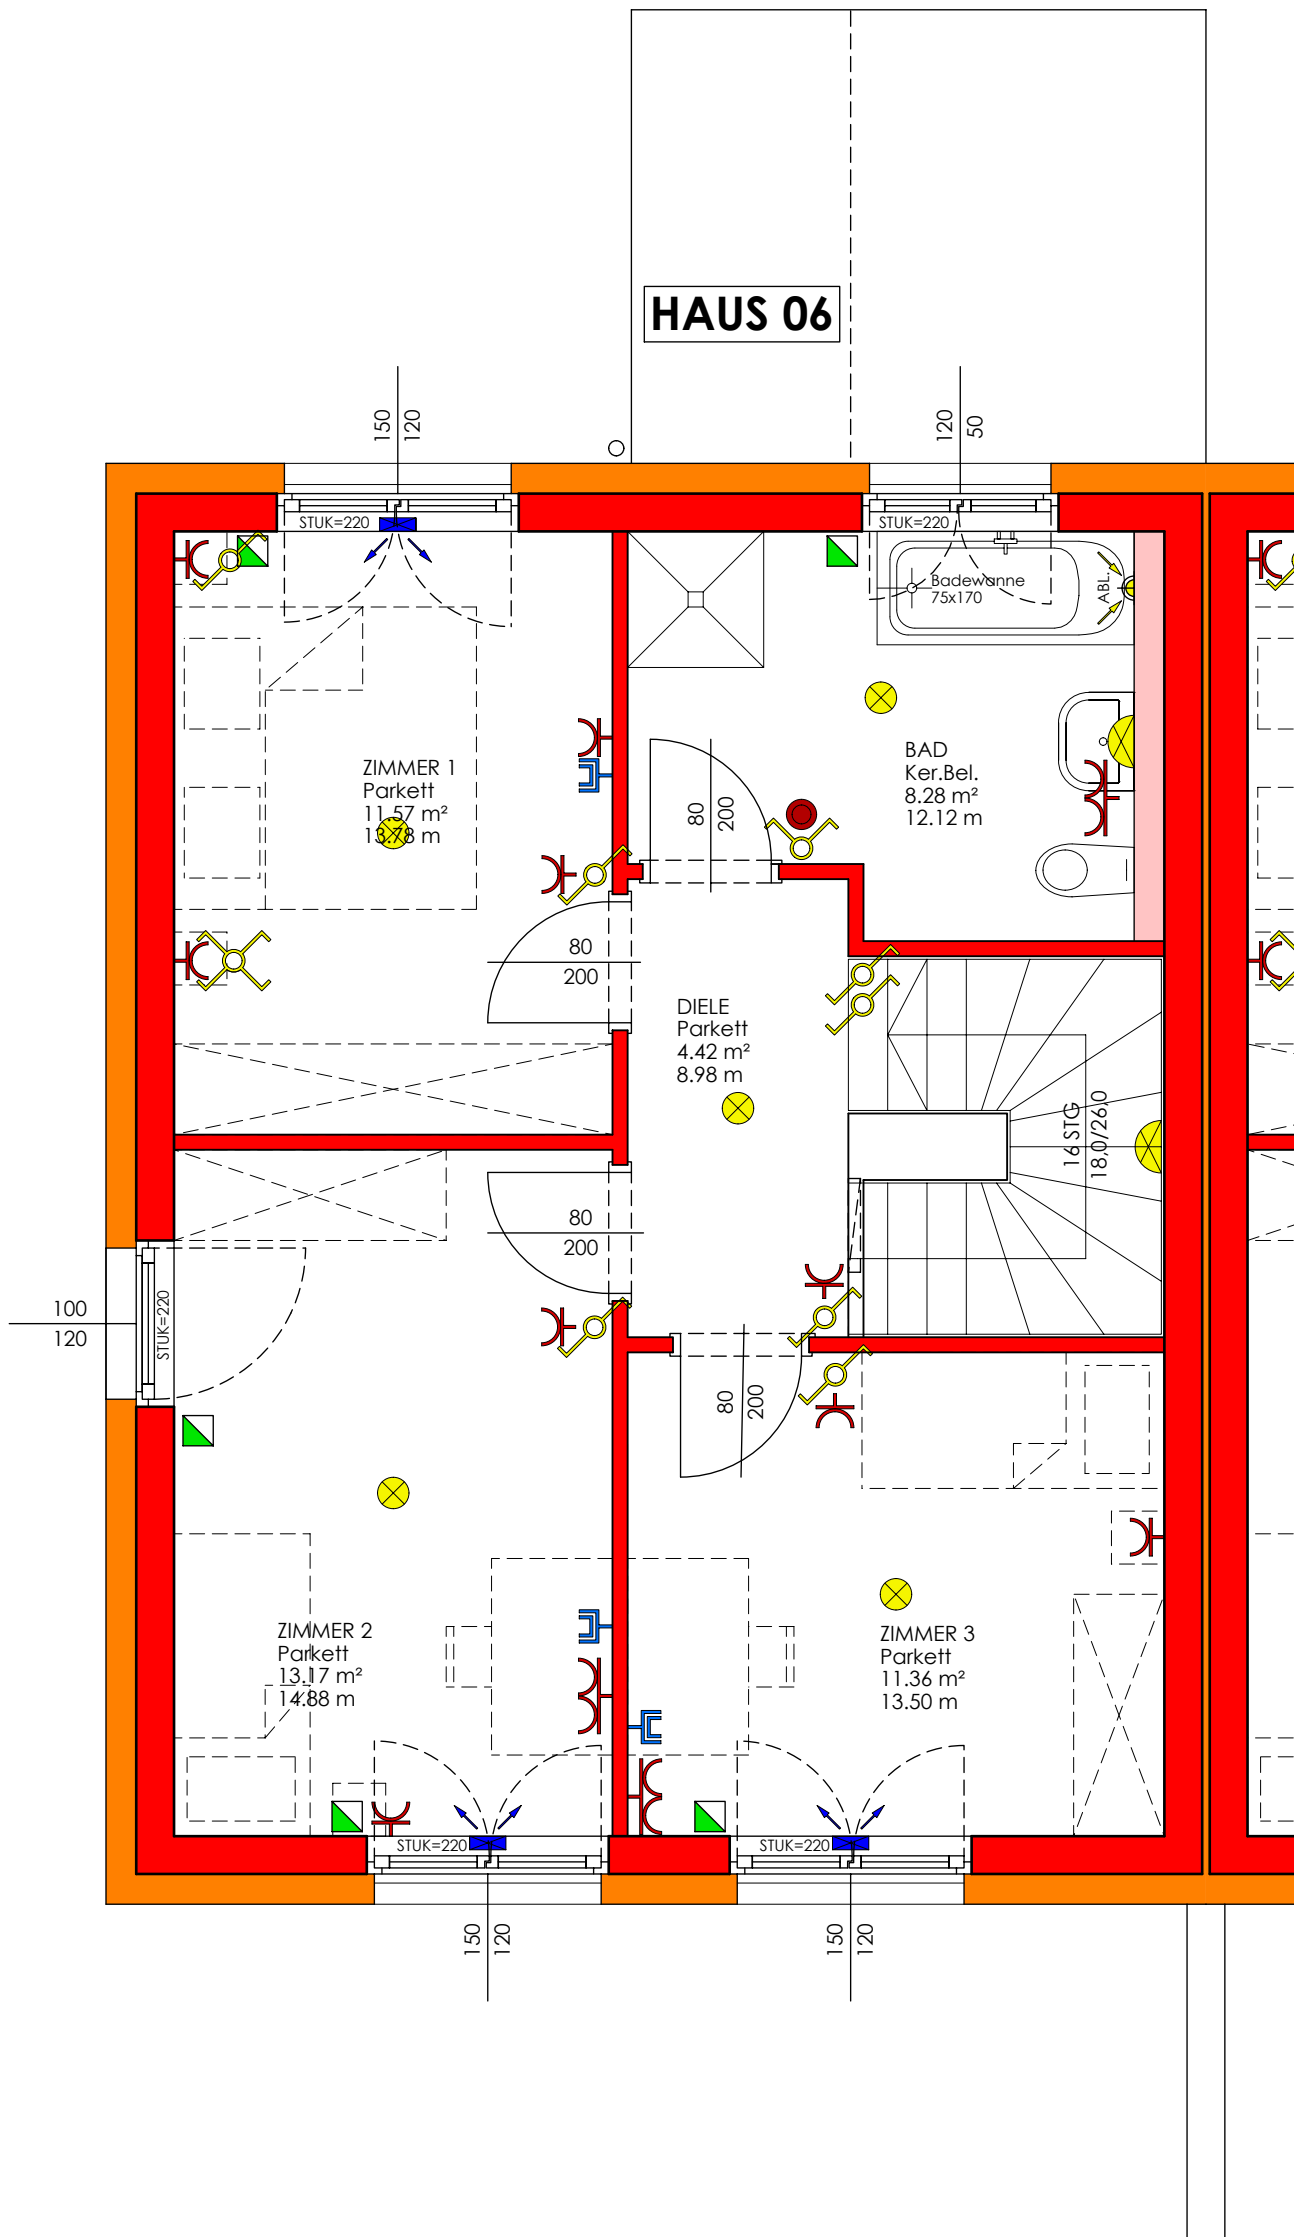 HAUS 06
150
120
120
50
STUK=220
STUK=220
Badewanne
75x170
ABL.
ZIMMER 1
Parkett
11.57 m²
13.78 m
BAD
Ker.Bel.
8.28 m²
12.12 m
80
200
80
200
DIELE
Parkett
4.42 m²
8.98 m
16 STG
18,0/26,0
80
200
100
120
STUK=220
80
200
ZIMMER 2
Parkett
13.17 m²
14.88 m
ZIMMER 3
Parkett
11.36 m²
13.50 m
STUK=220
STUK=220
150
120
150
120